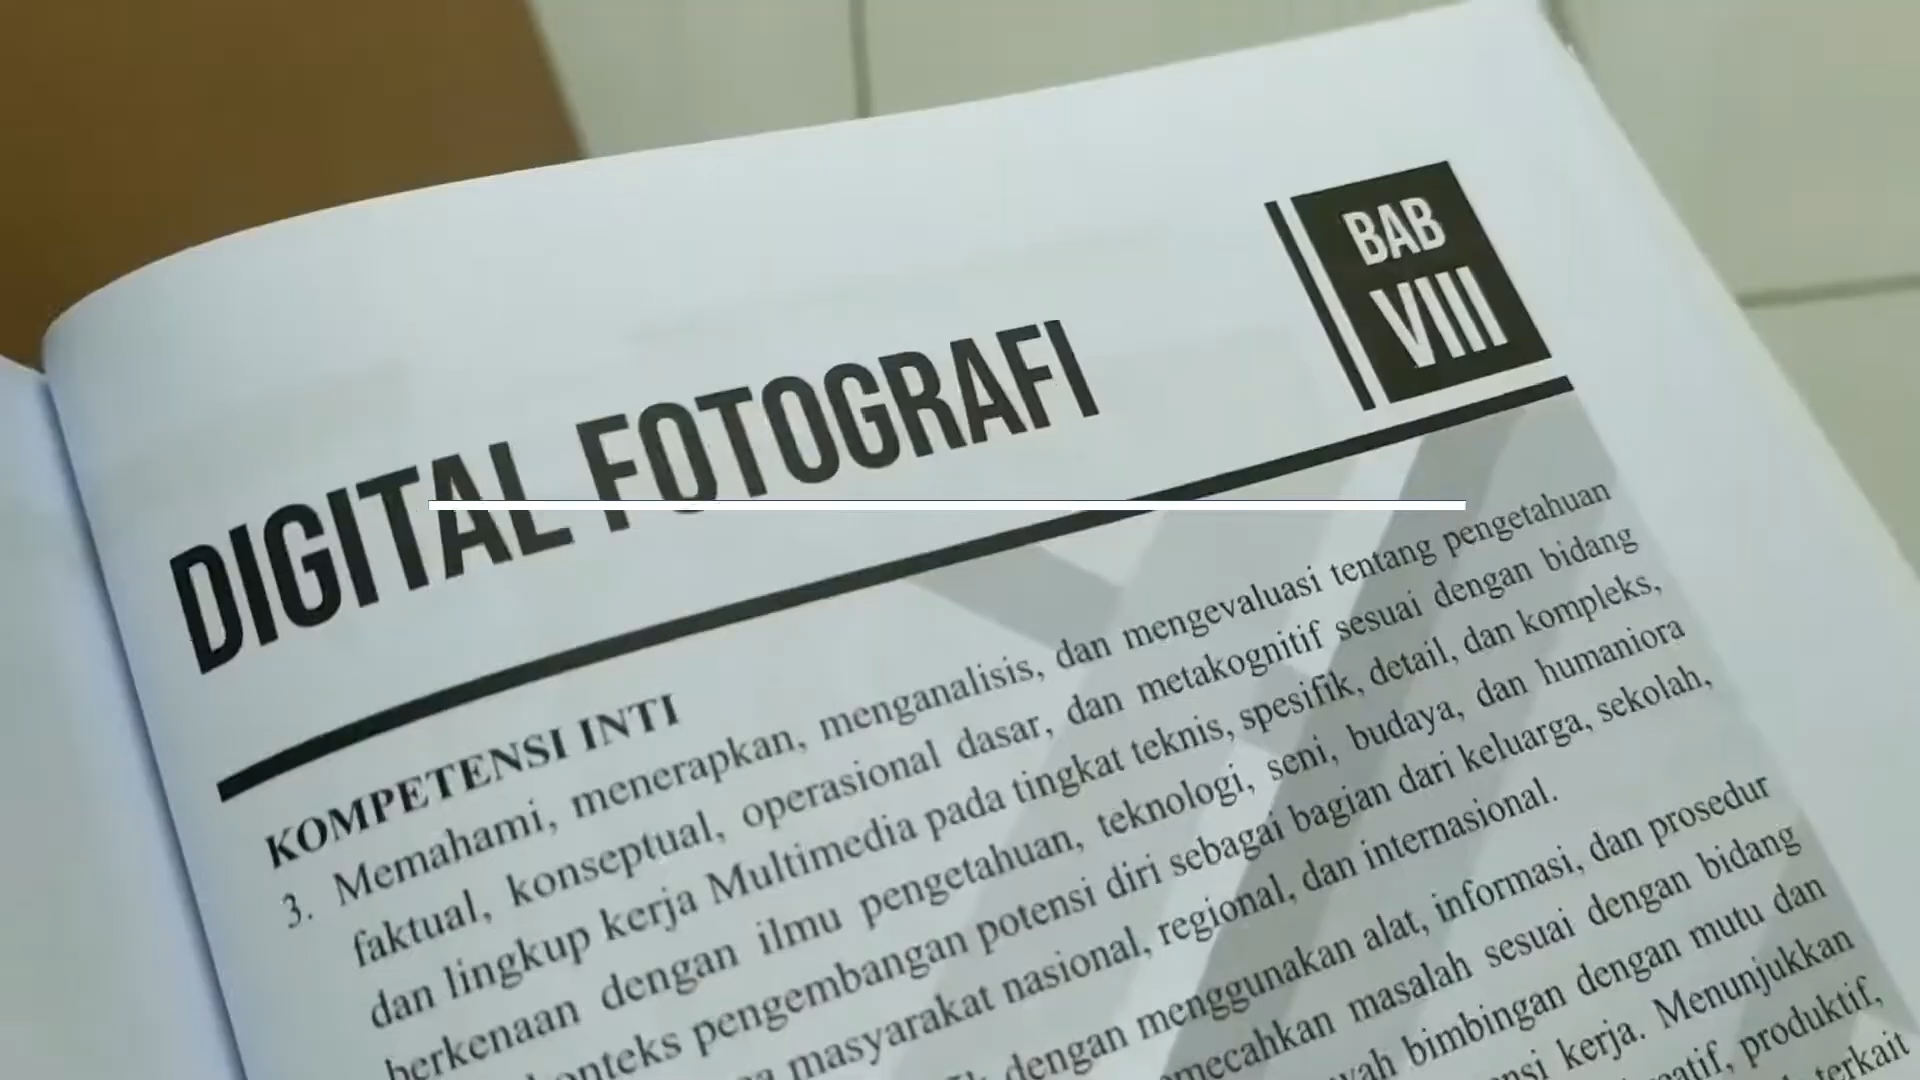 BAB
VIII
DIGITAL FOTOGRAFI
KOMPETENSI INTI
3. Memahami, menerapkan, menganalisis, dan mengevaluasi tentang pengetahuan
faktual, konseptual, operasional dasar, dan metakognitif sesuai dengan bidang
dan lingkup kerja Multimedia pada tingkat teknis, spesifik, detail, dan kompleks,
berkenaan dengan ilmu pengetahuan, teknologi, seni, budaya, dan humaniora
pengembangan potensi diri sebagai bagian dari keluarga, sekolah,
masyarakat nasional, regional, dan internasional.
dengan menggunakan alat, informasi, dan prosedur
masalah sesuai dengan bidang
bimbingan dengan mutu dan
kerja. Menunjukkan
produktif,
terkait